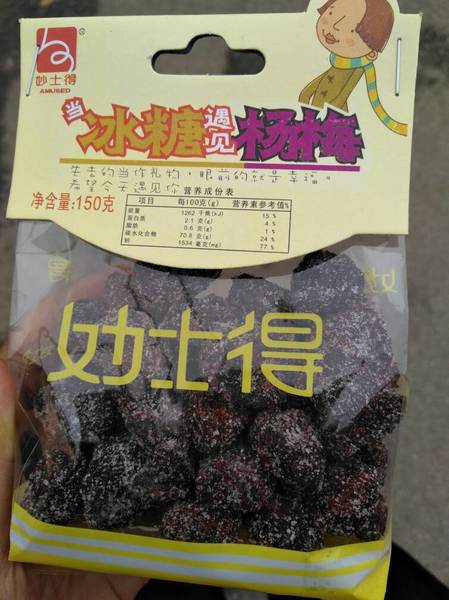 妙士得®
AMUSED
当冰糖遇见杨梅
失去的当作礼物,眼前的就是幸福。
希望今天遇见你
营养成份表
净含量:150克
项目 每100克(g) 营养素参考值%
能量 1262 千焦(kJ) 15 %
蛋白质 2.1 克(g) 4 %
脂肪 0.6 克(g) 1 %
碳水化合物 70.8 克(g) 24 %
钠 1534 毫克(mg) 77 %
妙士得